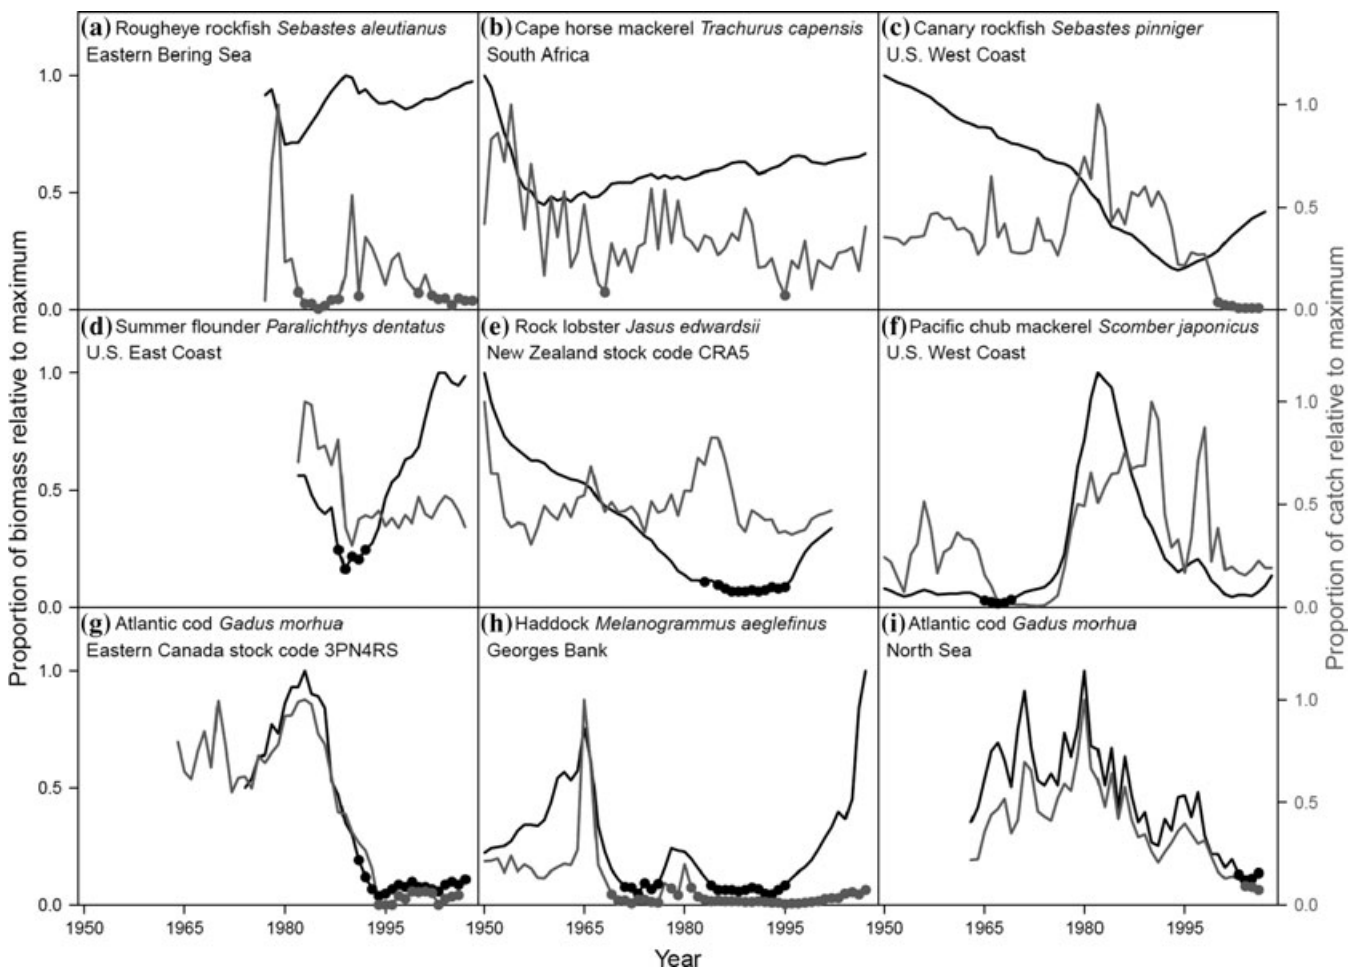 (a) Rougheye rockfish Sebastes aleutianus
Eastern Bering Sea
(b) Cape horse mackerel Trachurus capensis
South Africa
(c) Canary rockfish Sebastes pinniger
U.S. West Coast
1.0
0.5
0.0
1.0
0.5
0.0
(d) Summer flounder Paralichthys dentatus
U.S. East Coast
(e) Rock lobster Jasus edwardsii
New Zealand stock code CRA5
(f) Pacific chub mackerel Scomber japonicus
U.S. West Coast
1.0
0.5
0.0
1.0
0.5
0.0
(g) Atlantic cod Gadus morhua
Eastern Canada stock code 3PN4RS
(h) Haddock Melanogrammus aeglefinus
Georges Bank
(i) Atlantic cod Gadus morhua
North Sea
1.0
0.5
0.0
1.0
0.5
0.0
1950 1965 1980 1995 1950 1965 1980 1995 1950 1965 1980 1995
Year
Proportion of biomass relative to maximum
Proportion of catch relative to maximum